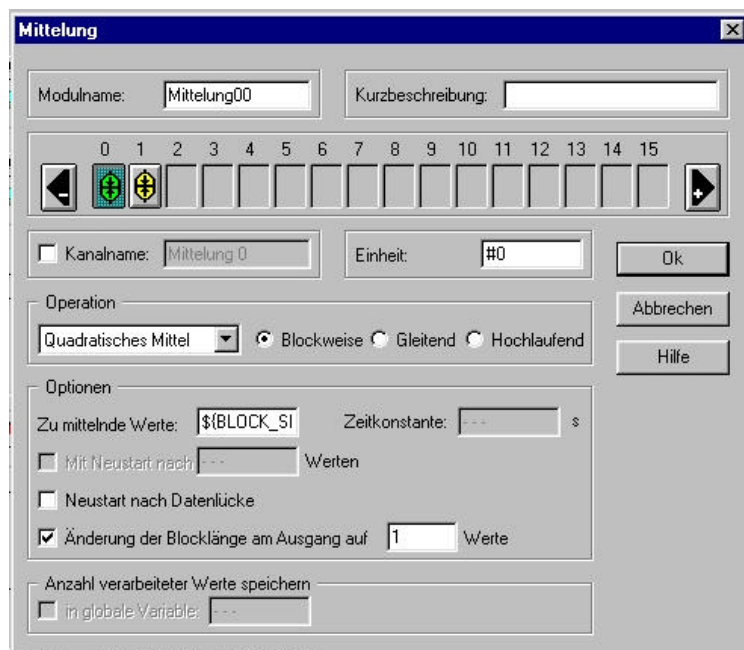 Mittelung
Modulname: Mittelung00 Kurzbeschreibung:
0 1 2 3 4 5 6 7 8 9 10 11 12 13 14 15
- +
Kanalname: Mittelung 0 Einheit: #0
Ok
Operation
Abbrechen
Quadratisches Mittel Blockweise Gleitend Hochlaufend
Hilfe
Optionen
Zu mittelnde Werte: ${BLOCK_SI Zeitkonstante: - - - s
Mit Neustart nach - - - Werten
Neustart nach Datenlücke
Änderung der Blocklänge am Ausgang auf 1 Werte
Anzahl verarbeiteter Werte speichern
in globale Variable: - - -